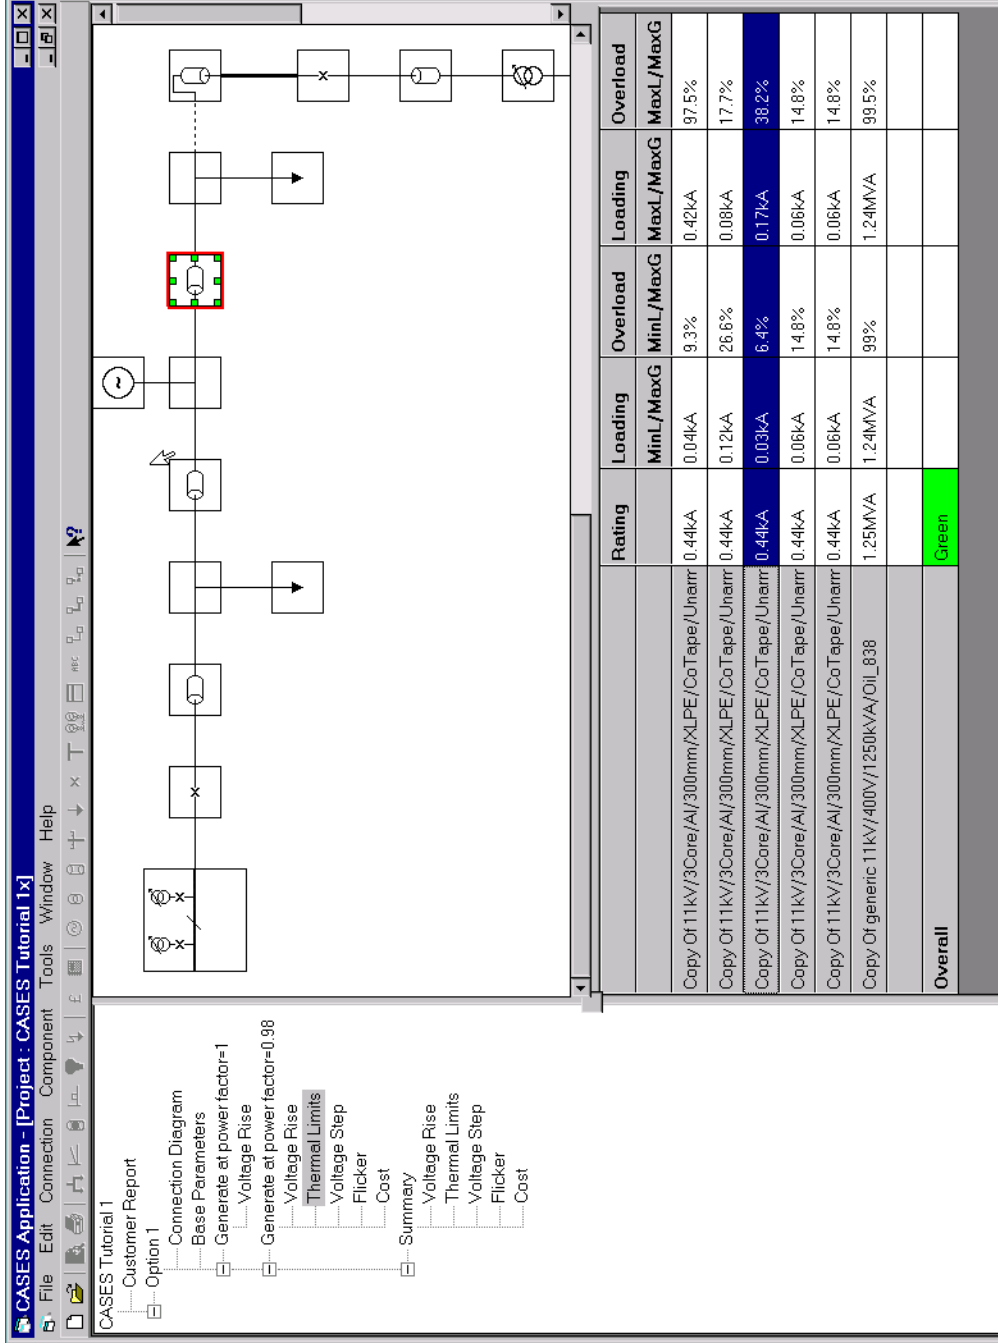 CASES Application - [Project : CASES Tutorial 1x]
File Edit Connection Component Tools Window Help
£ ABC
CASES Tutorial 1
Customer Report
Option 1
Connection Diagram
Base Parameters
Generate at power factor=1
Voltage Rise
Generate at power factor=0.98
Voltage Rise
Thermal Limits
Voltage Step
Flicker
Cost
Summary
Voltage Rise
Thermal Limits
Voltage Step
Flicker
Cost
Rating Loading Overload Loading Overload
MinL/MaxG MinL/MaxG MaxL/MaxG MaxL/MaxG
Copy Of 11kV/3Core/Al/300mm/XLPE/CoTape/Unarm 0.44kA 0.04kA 9.3% 0.42kA 97.5%
Copy Of 11kV/3Core/Al/300mm/XLPE/CoTape/Unarm 0.44kA 0.12kA 26.6% 0.08kA 17.7%
Copy Of 11kV/3Core/Al/300mm/XLPE/CoTape/Unarm 0.44kA 0.03kA 6.4% 0.17kA 38.2%
Copy Of 11kV/3Core/Al/300mm/XLPE/CoTape/Unarm 0.44kA 0.06kA 14.8% 0.06kA 14.8%
Copy Of 11kV/3Core/Al/300mm/XLPE/CoTape/Unarm 0.44kA 0.06kA 14.8% 0.06kA 14.8%
Copy Of generic 11kV/400V/1250kVA/Oil_838 1.25MVA 1.24MVA 99% 1.24MVA 99.5%
Overall Green